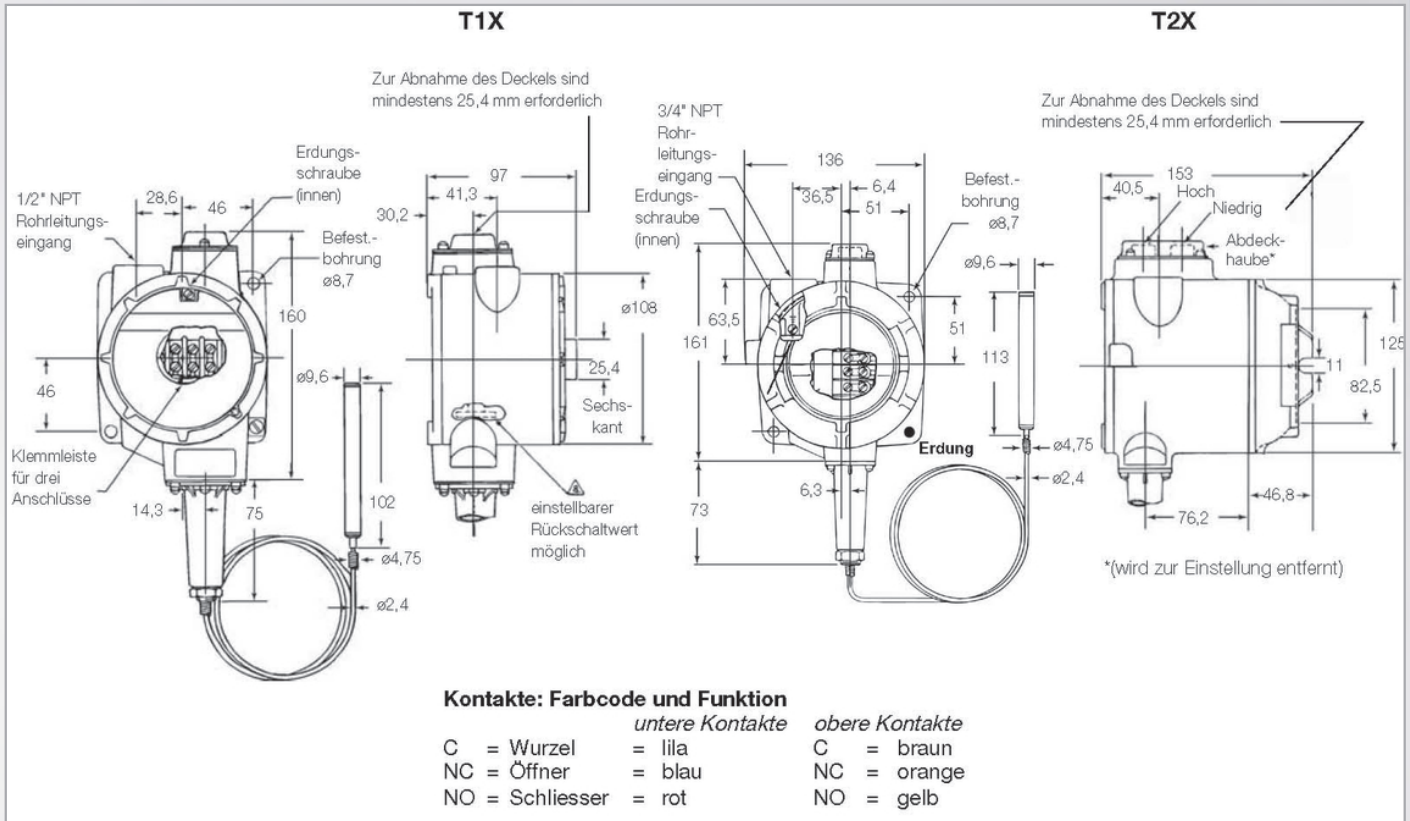 T1X
T2X
Zur Abnahme des Deckels sind
mindestens 25,4 mm erforderlich
Erdungs-
schraube
(innen)
1/2" NPT
Rohrleitungs-
eingang
28,6
46
Befest.-
bohrung
ø8,7
160
46
Klemmleiste
für drei
Anschlüsse
14,3
75
ø9,6
102
ø4,75
ø2,4
97
41,3
30,2
ø108
25,4
Sechs-
kant
einstellbarer
Rückschaltwert
möglich
3/4" NPT
Rohr-
leitungs-
eingang
Erdungs-
schraube
(innen)
136
36,5
6,4
51
Befest.-
bohrung
ø8,7
63,5
161
51
73
6,3
Erdung
ø9,6
113
ø4,75
ø2,4
Zur Abnahme des Deckels sind
mindestens 25,4 mm erforderlich
153
40,5
Hoch
Niedrig
Abdeck-
haube*
125
11
82,5
46,8
76,2
*(wird zur Einstellung entfernt)
Kontakte: Farbcode und Funktion
untere Kontakte obere Kontakte
C = Wurzel = lila C = braun
NC = Öffner = blau NC = orange
NO = Schliesser = rot NO = gelb